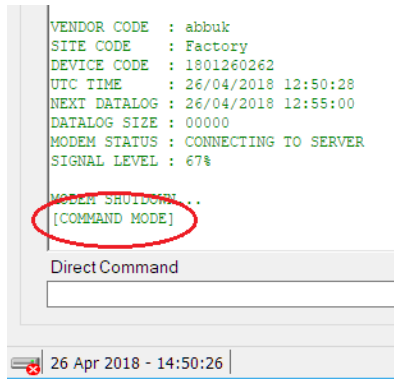 VENDOR CODE : abbuk
SITE CODE : Factory
DEVICE CODE : 1801260262
UTC TIME : 26/04/2018 12:50:28
NEXT DATALOG : 26/04/2018 12:55:00
DATALOG SIZE : 00000
MODEM STATUS : CONNECTING TO SERVER
SIGNAL LEVEL : 67%
MODEM SHUTDOWN...
[COMMAND MODE]
Direct Command
26 Apr 2018 - 14:50:26